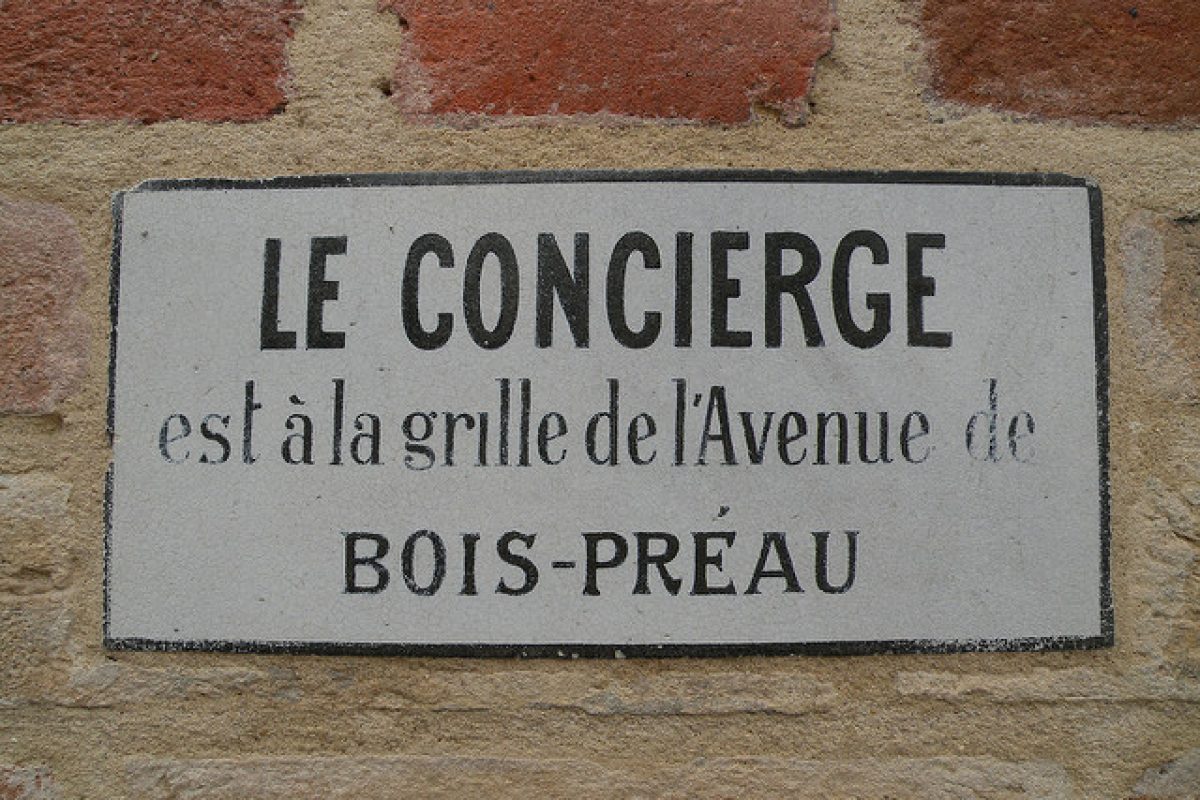 LE CONCIERGE
est à la grille de l'Avenue de
BOIS-PRÉAU